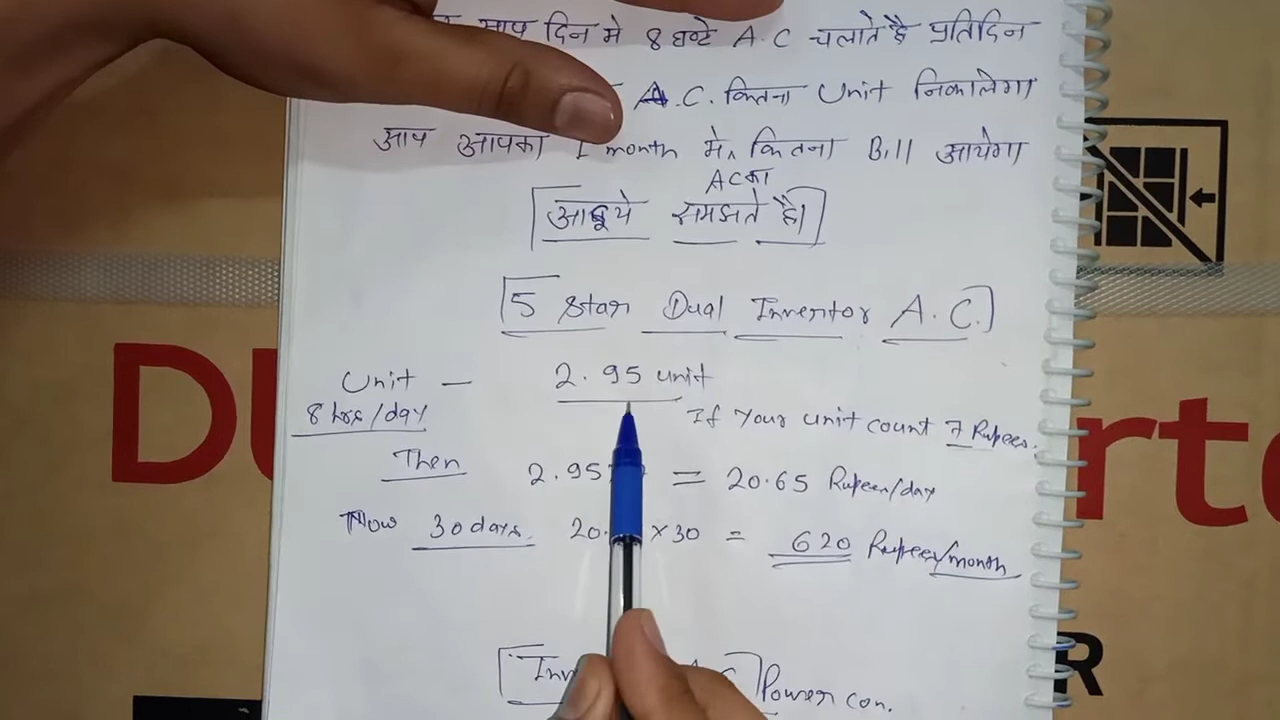 आप दिन मे 8 घण्टे A.C चलाते है प्रतिदिन
A.C. कितना Unit निकालेगा
आप आपका 1 month मे, कितना Bill आयेगा
ACका
आइये समझते है।
5 Star Dual Inventor A.C.
Unit — 2.95 unit
8 hrs/day
If Your unit count 7 Rupees.
Then 2.95 = 20.65 Rupees/day
Now 30 days. 20. x30 = 620 Rupees/month
Power con.
R